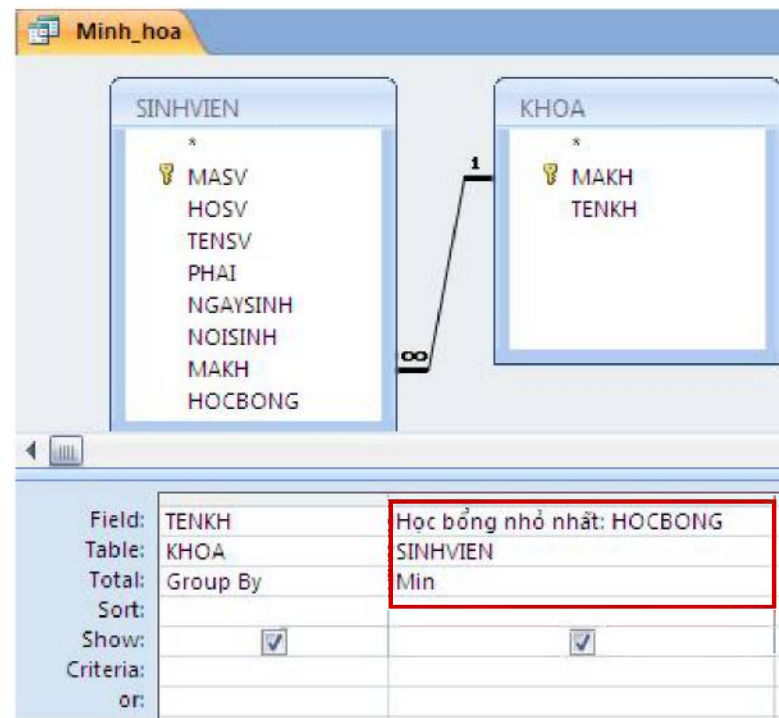 Minh_hoa
SINHVIEN
*
MASV
HOSV
TENSV
PHAI
NGAYSINH
NOISINH
MAKH
HOCBONG
1
∞
KHOA
*
MAKH
TENKH
Field: TENKH Học bổng nhỏ nhất: HOCBONG
Table: KHOA SINHVIEN
Total: Group By Min
Sort:
Show:
Criteria:
or: